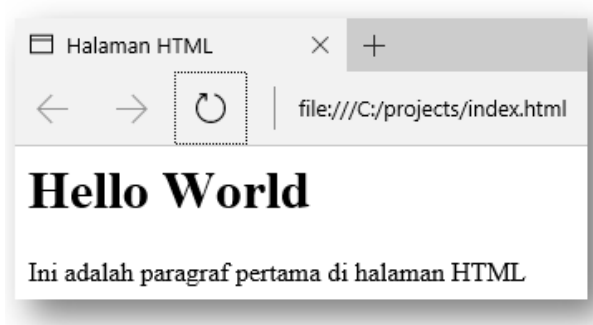 Halaman HTML
file:///C:/projects/index.html
Hello World
Ini adalah paragraf pertama di halaman HTML